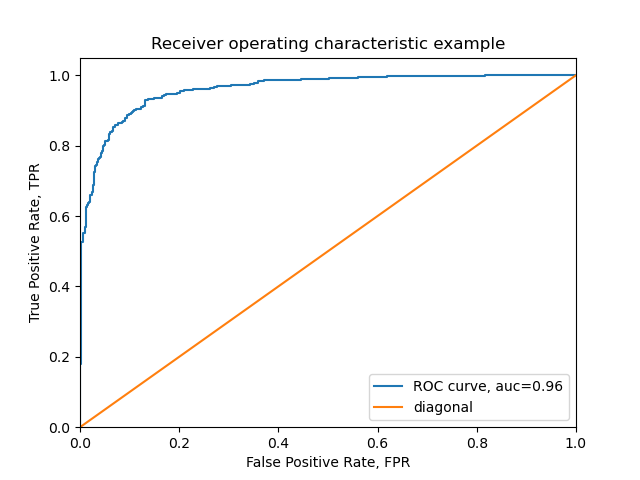 Receiver operating characteristic example
True Positive Rate, TPR
1.0
0.8
0.6
0.4
0.2
0.0
0.0 0.2 0.4 0.6 0.8 1.0
False Positive Rate, FPR
ROC curve, auc=0.96
diagonal